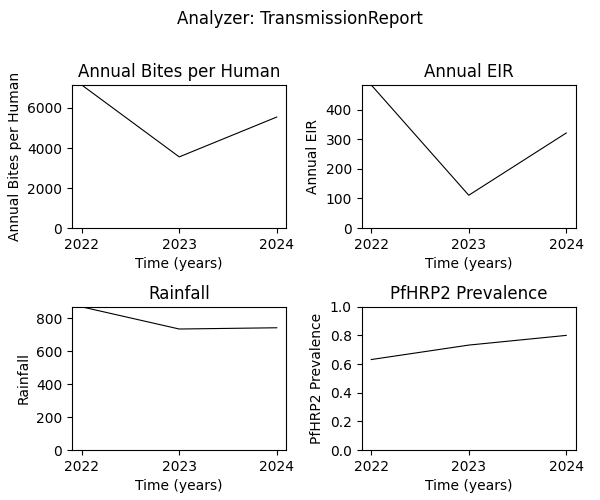 Analyzer: TransmissionReport
Annual Bites per Human
Annual Bites per Human
6000
4000
2000
0
2022 2023 2024
Time (years)
Annual EIR
Annual EIR
400
300
200
100
0
2022 2023 2024
Time (years)
Rainfall
Rainfall
800
600
400
200
0
2022 2023 2024
Time (years)
PfHRP2 Prevalence
PfHRP2 Prevalence
1.0
0.8
0.6
0.4
0.2
0.0
2022 2023 2024
Time (years)